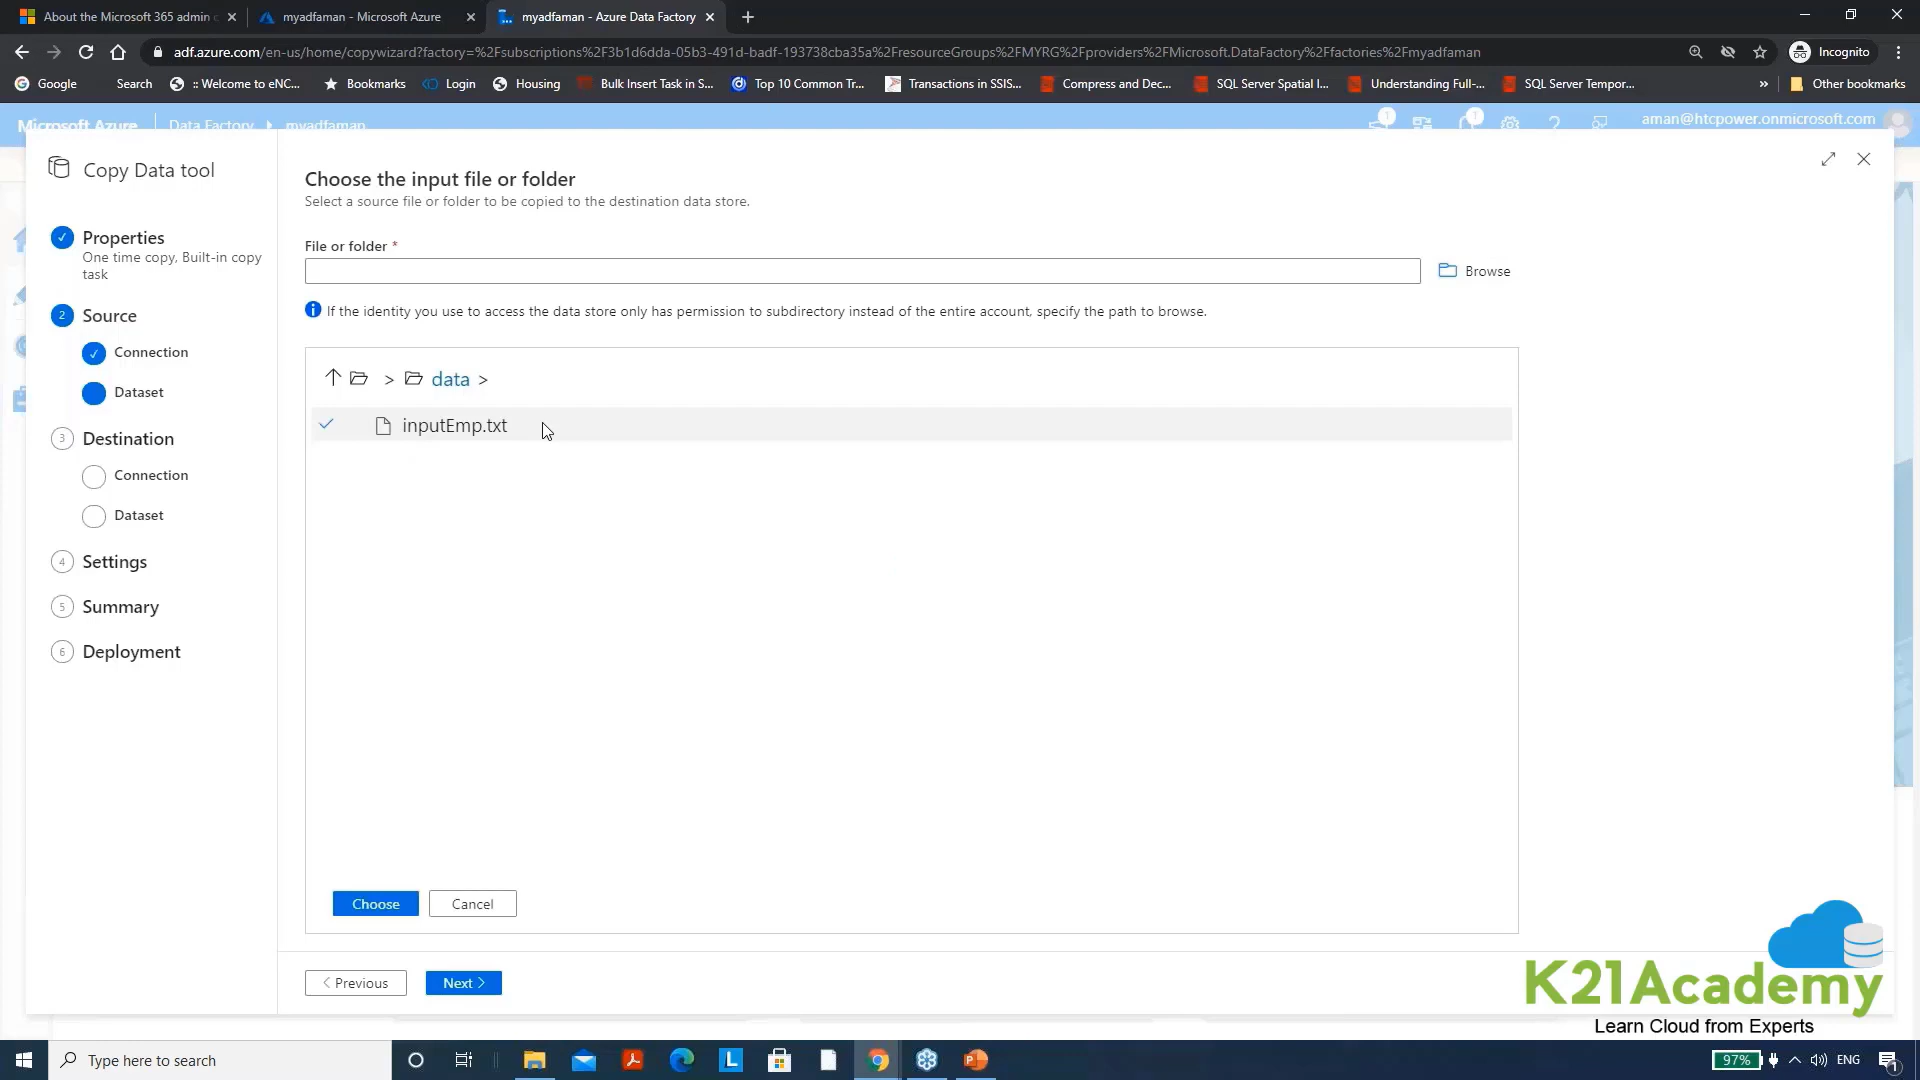 About the Microsoft 365 admin c
myadfaman - Microsoft Azure
myadfaman - Azure Data Factory
adf.azure.com/en-us/home/copywizard?factory=%2Fsubscriptions%2F3b1d6dda-05b3-491d-badf-193738cba35a%2FresourceGroups%2FMYRG%2Fproviders%2FMicrosoft.DataFactory%2Ffactories%2Fmyadfaman
Incognito
Google
Search
:: Welcome to eNC...
Bookmarks
Login
Housing
Bulk Insert Task in S...
Top 10 Common Tr...
Transactions in SSIS...
Compress and Dec...
SQL Server Spatial I...
Understanding Full-...
SQL Server Tempor...
»
Other bookmarks
Microsoft Azure
Data Factory
myadfaman
1
1
aman@htcpower.onmicrosoft.com
Copy Data tool
Properties
One time copy, Built-in copy
task
2 Source
Connection
Dataset
3 Destination
Connection
Dataset
4 Settings
5 Summary
6 Deployment
Choose the input file or folder
Select a source file or folder to be copied to the destination data store.
File or folder *
Browse
If the identity you use to access the data store only has permission to subdirectory instead of the entire account, specify the path to browse.
> data >
inputEmp.txt
Choose
Cancel
< Previous
Next >
K21Academy
Learn Cloud from Experts
Type here to search
L
97%
ENG
1